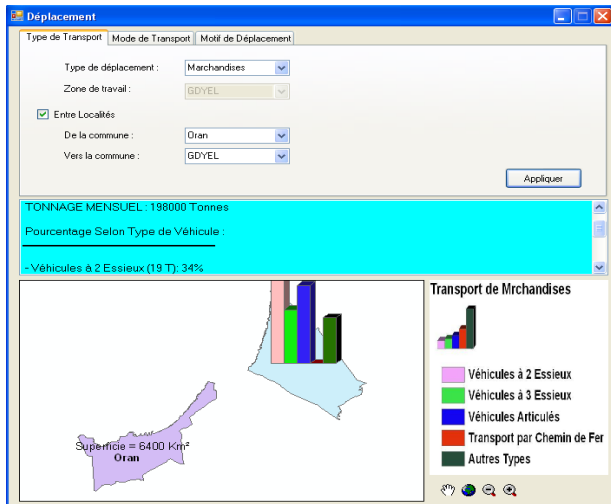 Déplacement
Type de Transport Mode de Transport Motif de Déplacement
Type de déplacement : Marchandises
Zone de travail : GDYEL
Entre Localités
De la commune : Oran
Vers la commune : GDYEL
Appliquer
TONNAGE MENSUEL : 198000 Tonnes
Pourcentage Selon Type de Véhicule :
- Véhicules à 2 Essieux (19 T): 34%
Transport de Mrchandises
Véhicules à 2 Essieux
Véhicules à 3 Essieux
Véhicules Articulés
Transport par Chemin de Fer
Autres Types
Superficie = 6400 Km²
Oran